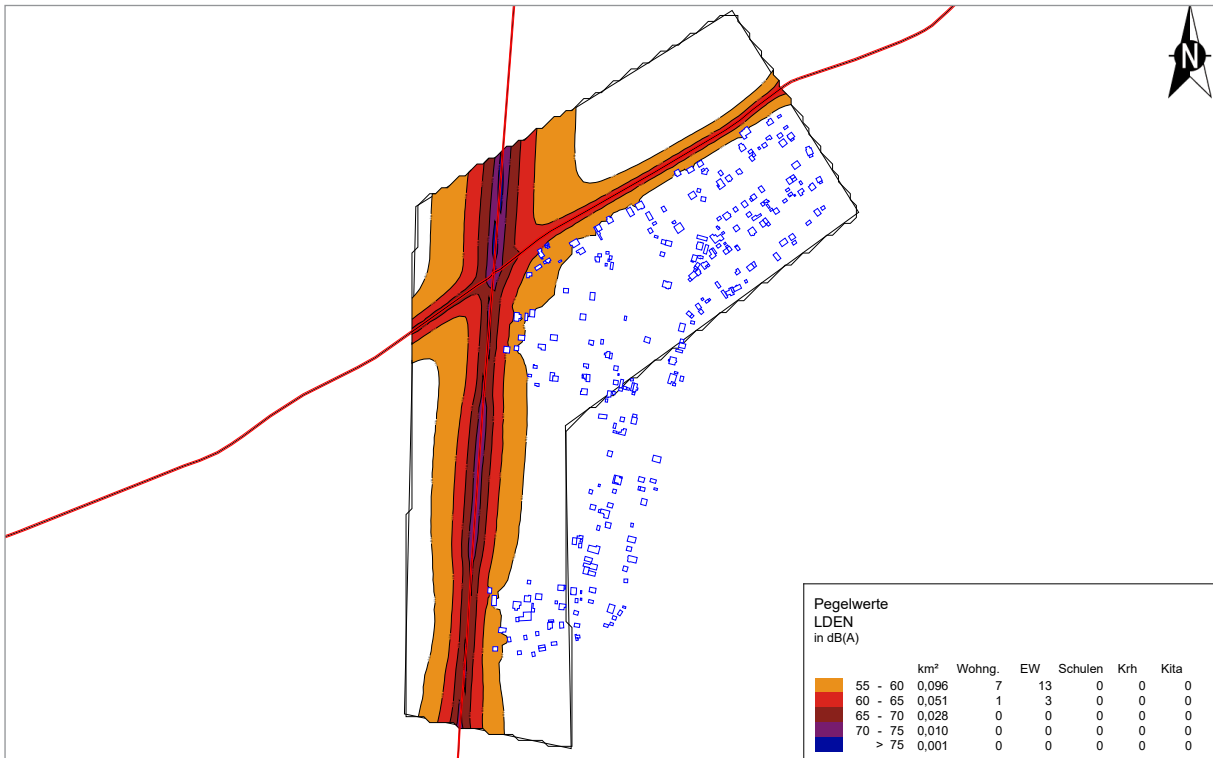 N
Pegelwerte
LDEN
in dB(A)
km² Wohng. EW Schulen Krh Kita
55 - 60 0,096 7 13 0 0 0
60 - 65 0,051 1 3 0 0 0
65 - 70 0,028 0 0 0 0 0
70 - 75 0,010 0 0 0 0 0
> 75 0,001 0 0 0 0 0